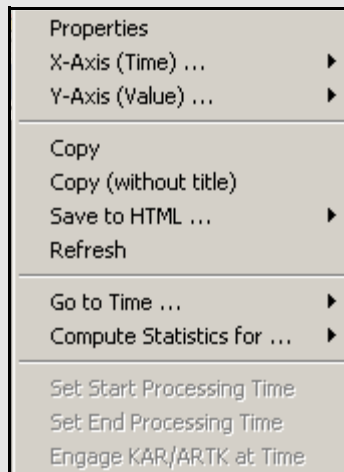 Properties
X-Axis (Time) ...
Y-Axis (Value) ...
Copy
Copy (without title)
Save to HTML ...
Refresh
Go to Time ...
Compute Statistics for ...
Set Start Processing Time
Set End Processing Time
Engage KAR/ARTK at Time